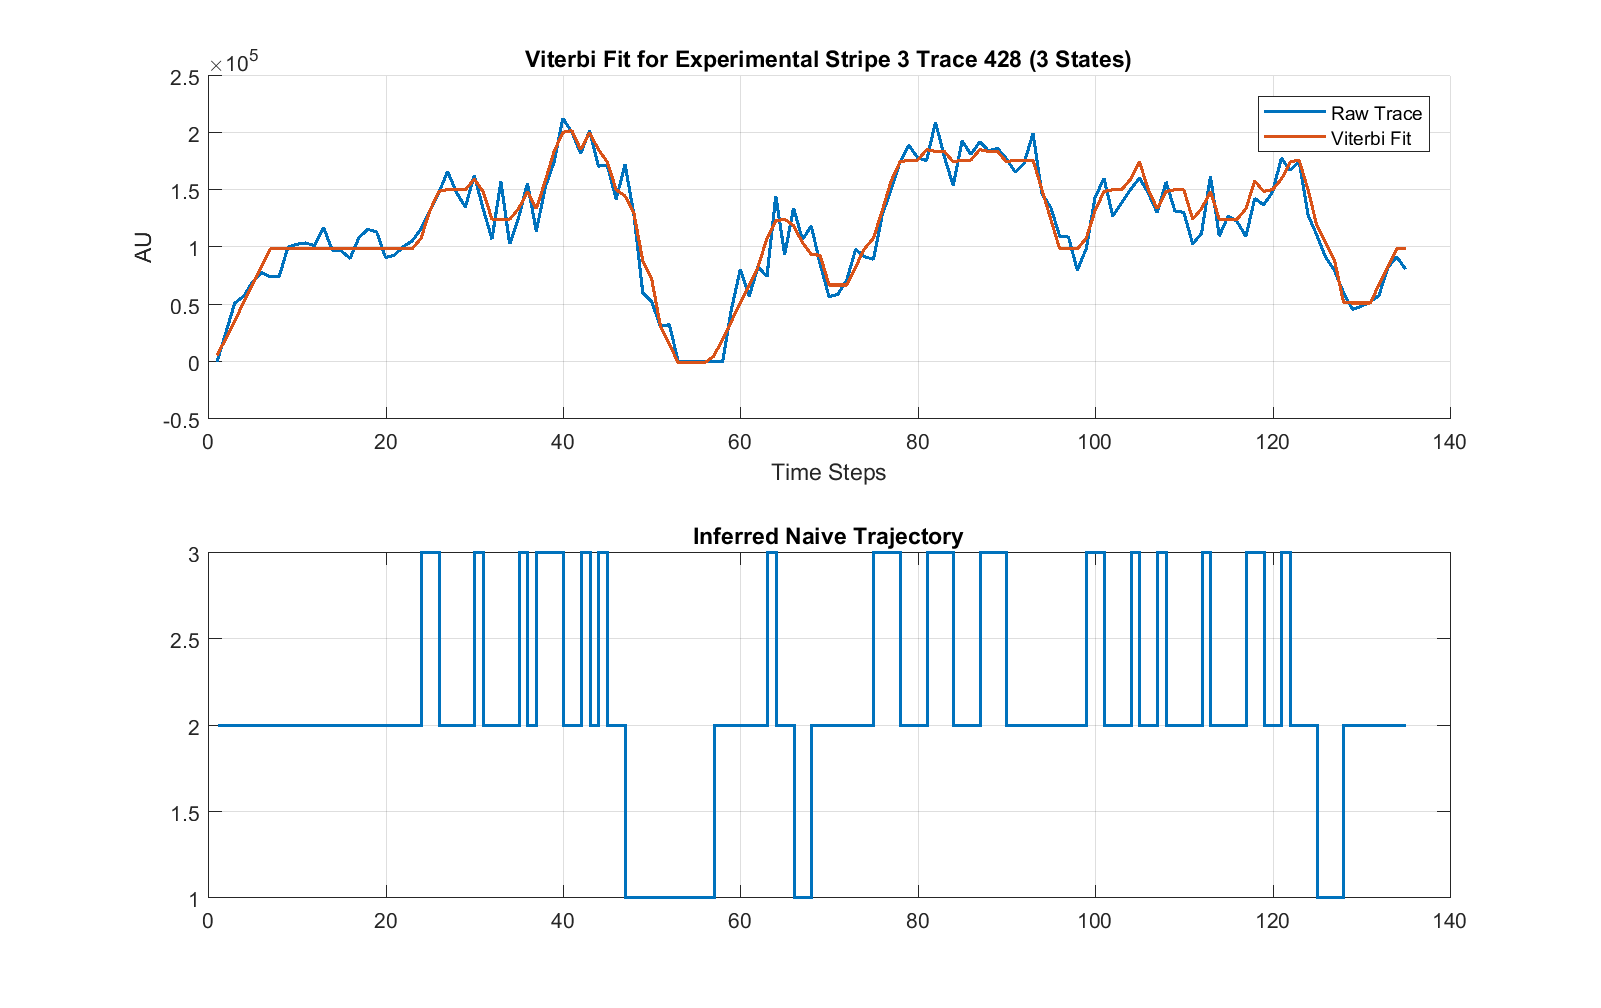 Viterbi Fit for Experimental Stripe 3 Trace 428 (3 States)
×10^5
2.5
2
1.5
1
0.5
0
-0.5
AU
Raw Trace
Viterbi Fit
0 20 40 60 80 100 120 140
Time Steps
Inferred Naive Trajectory
3
2.5
2
1.5
1
0 20 40 60 80 100 120 140